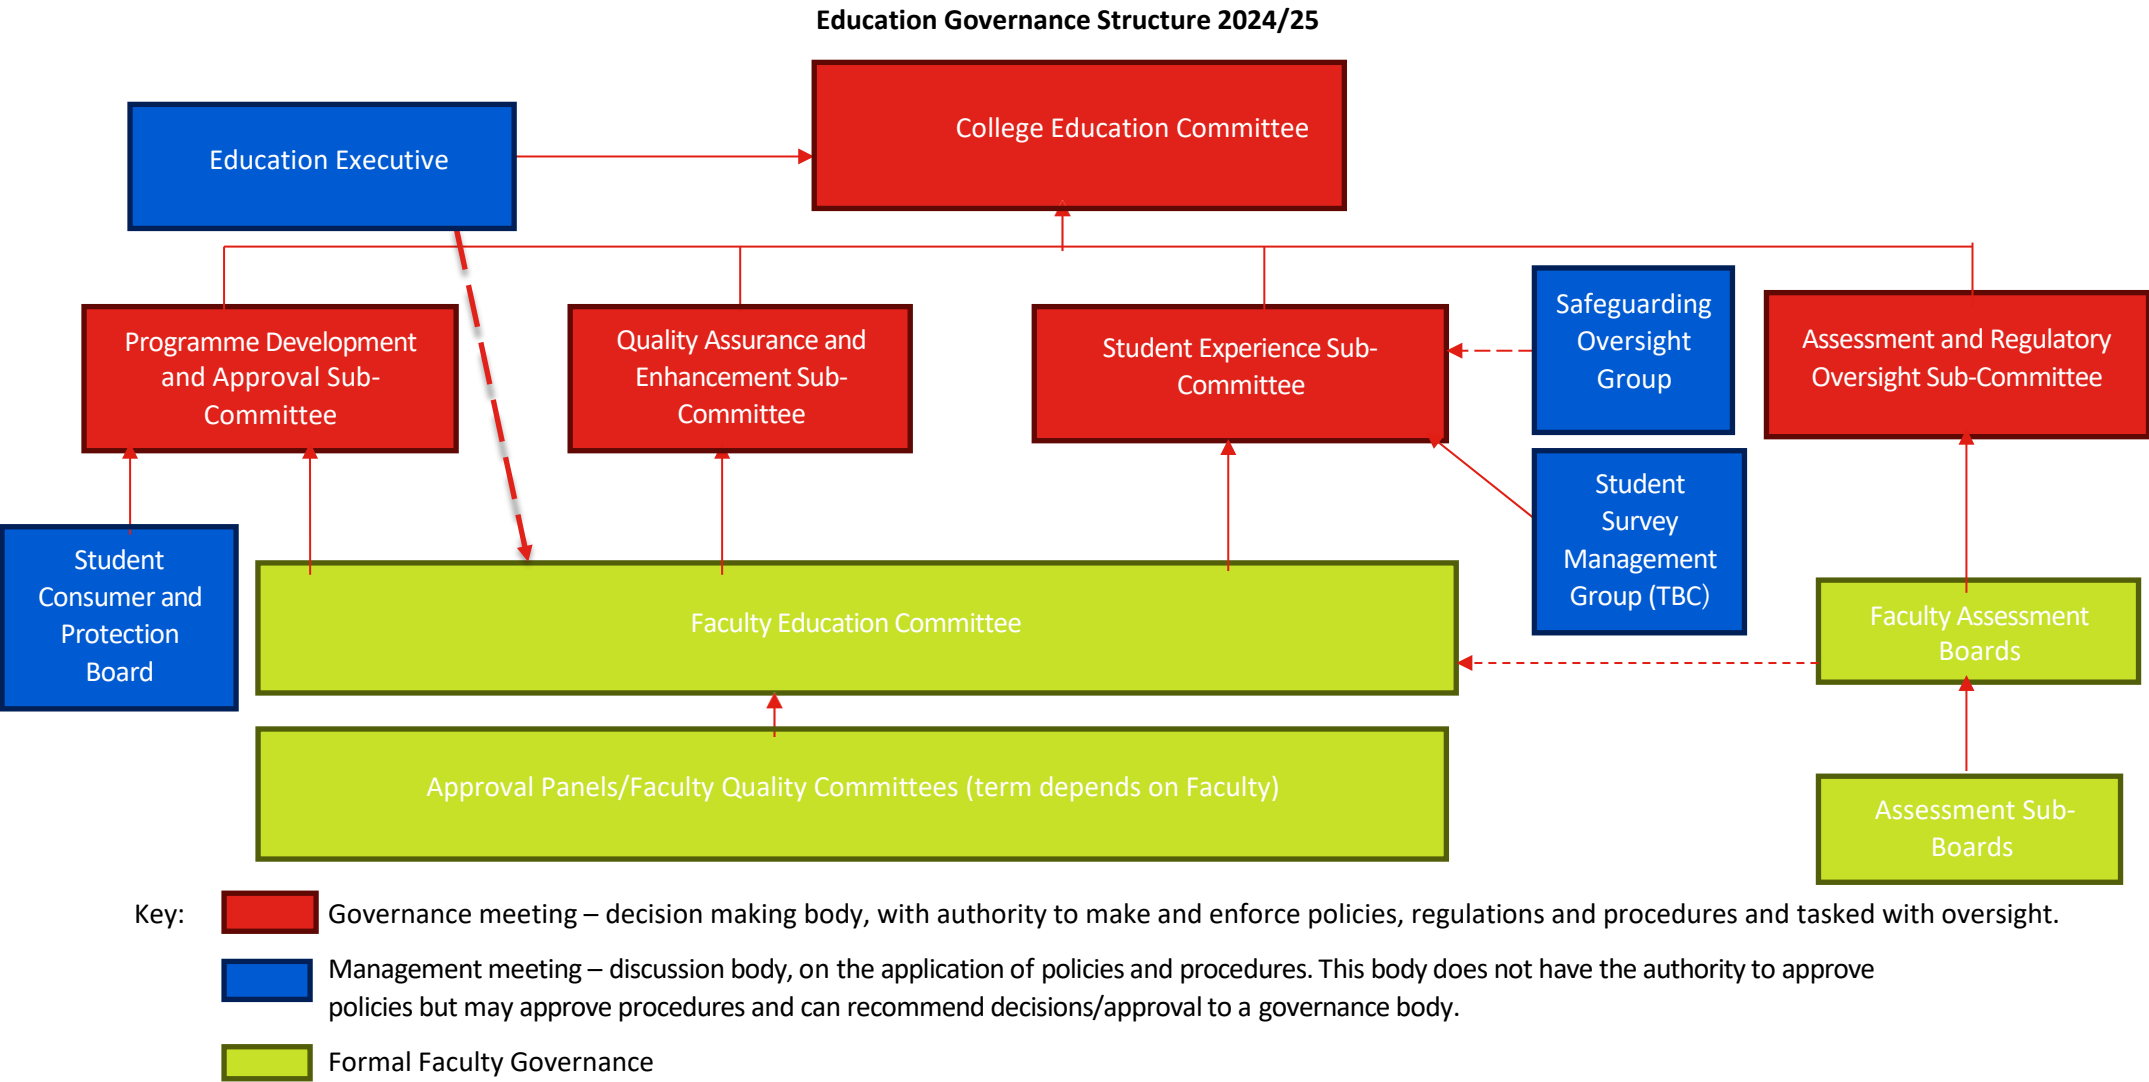 Education Governance Structure 2024/25
College Education Committee
Education Executive
Programme Development
and Approval Sub-
Committee
Quality Assurance and
Enhancement Sub-
Committee
Student Experience Sub-
Committee
Safeguarding
Oversight
Group
Assessment and Regulatory
Oversight Sub-Committee
Student
Survey
Management
Group (TBC)
Student
Consumer and
Protection
Board
Faculty Education Committee
Faculty Assessment
Boards
Approval Panels/Faculty Quality Committees (term depends on Faculty)
Assessment Sub-
Boards
Key:
Governance meeting – decision making body, with authority to make and enforce policies, regulations and procedures and tasked with oversight.
Management meeting – discussion body, on the application of policies and procedures. This body does not have the authority to approve
policies but may approve procedures and can recommend decisions/approval to a governance body.
Formal Faculty Governance